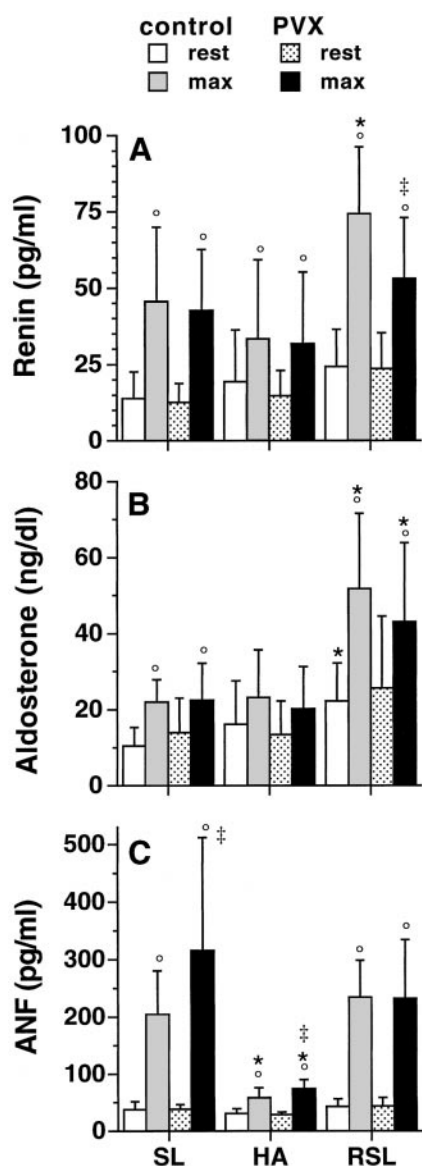 control PVX
rest rest
max max
A
Renin (pg/ml)
100
75
50
25
0
° ° ° ° *° ‡°
B
Aldosterone (ng/dl)
80
60
40
20
0
° ° * *° *°
C
ANF (pg/ml)
500
400
300
200
100
0
° °‡ *° ‡*° ° °
SL HA RSL